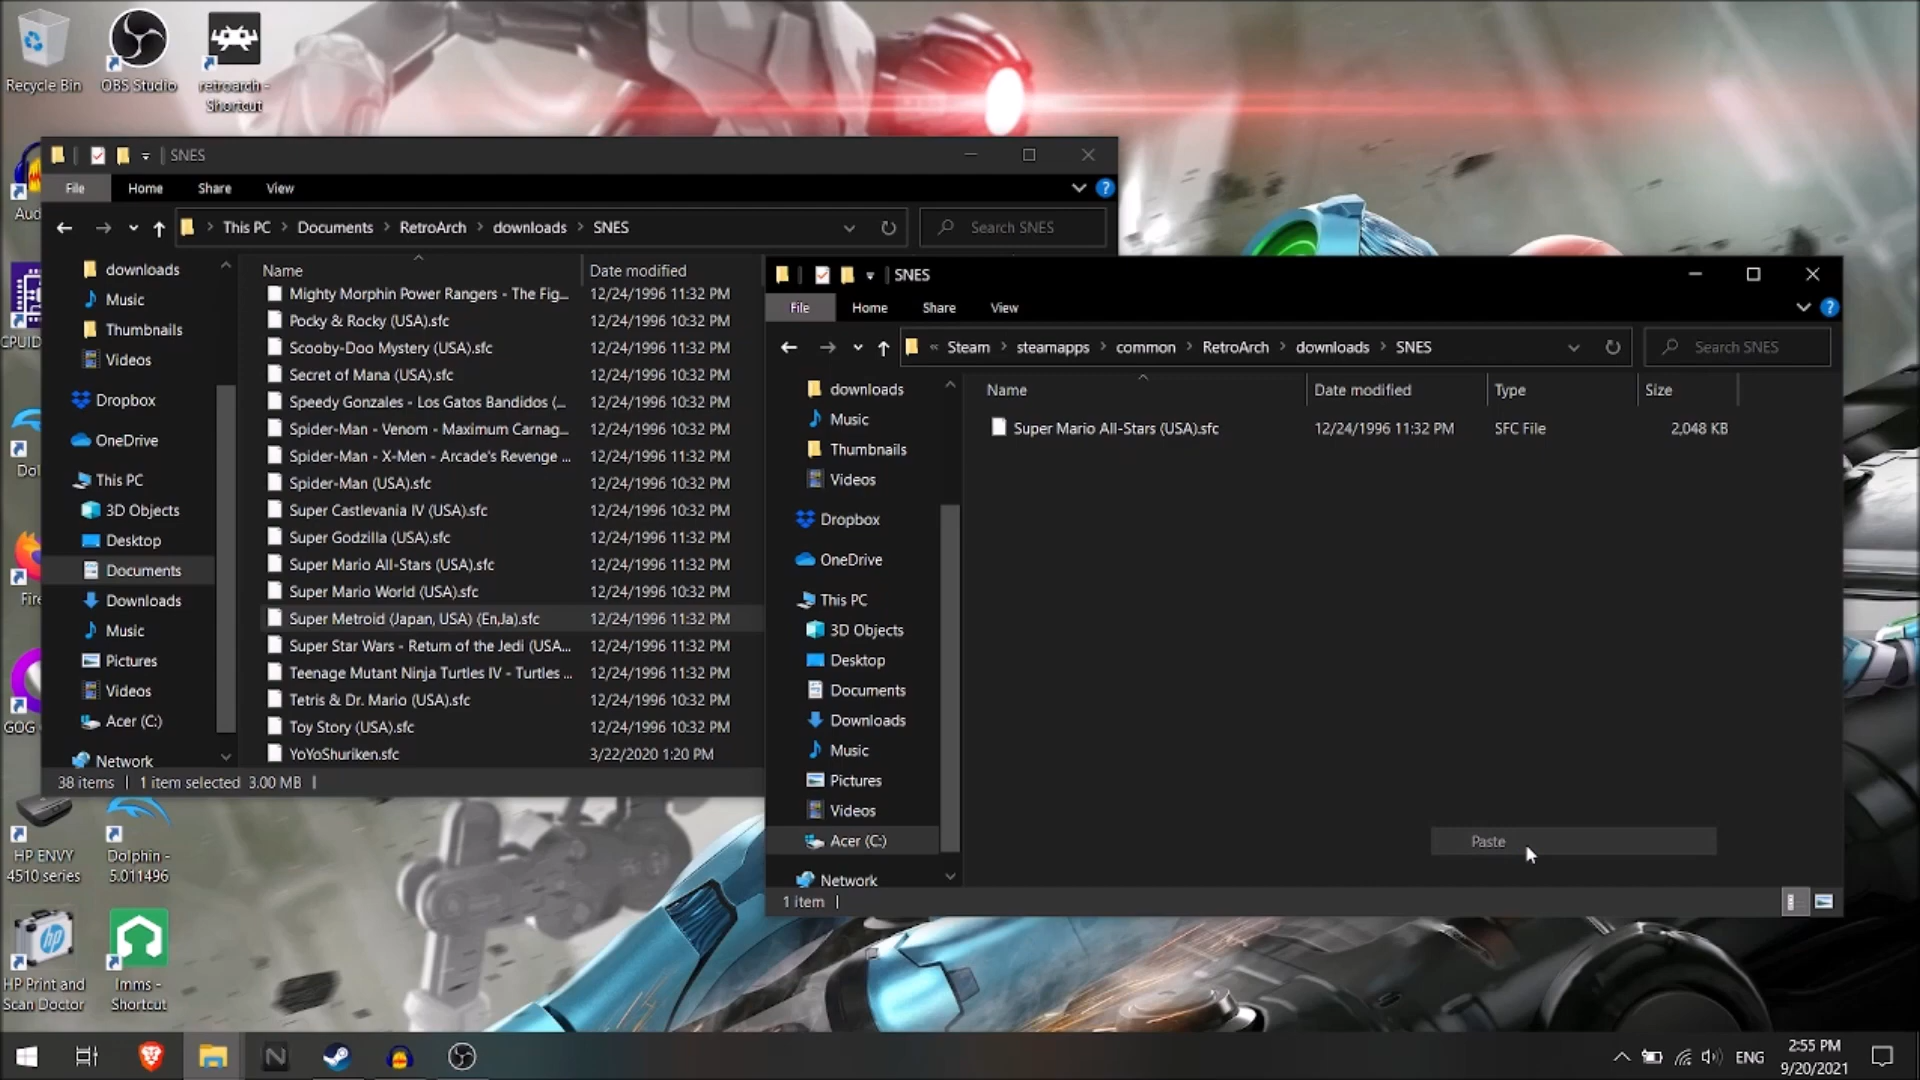 Recycle Bin
OBS Studio
retroarch -
Shortcut
SNES
File
Home
Share
View
This PC
Documents
RetroArch
downloads
SNES
Search SNES
downloads
Music
Thumbnails
Videos
Dropbox
OneDrive
This PC
3D Objects
Desktop
Documents
Downloads
Music
Pictures
Videos
Acer (C:)
Network
Name
Date modified
Mighty Morphin Power Rangers - The Fig... 12/24/1996 11:32 PM
Pocky & Rocky (USA).sfc 12/24/1996 10:32 PM
Scooby-Doo Mystery (USA).sfc 12/24/1996 11:32 PM
Secret of Mana (USA).sfc 12/24/1996 10:32 PM
Speedy Gonzales - Los Gatos Bandidos (... 12/24/1996 10:32 PM
Spider-Man - Venom - Maximum Carnag... 12/24/1996 10:32 PM
Spider-Man - X-Men - Arcade's Revenge ... 12/24/1996 10:32 PM
Spider-Man (USA).sfc 12/24/1996 10:32 PM
Super Castlevania IV (USA).sfc 12/24/1996 10:32 PM
Super Godzilla (USA).sfc 12/24/1996 10:32 PM
Super Mario All-Stars (USA).sfc 12/24/1996 11:32 PM
Super Mario World (USA).sfc 12/24/1996 11:32 PM
Super Metroid (Japan, USA) (En,Ja).sfc 12/24/1996 11:32 PM
Super Star Wars - Return of the Jedi (USA... 12/24/1996 11:32 PM
Teenage Mutant Ninja Turtles IV - Turtles ... 12/24/1996 11:32 PM
Tetris & Dr. Mario (USA).sfc 12/24/1996 10:32 PM
Toy Story (USA).sfc 12/24/1996 10:32 PM
YoYoShuriken.sfc 3/22/2020 1:20 PM
38 items 1 item selected 3.00 MB
SNES
File
Home
Share
View
« Steam
steamapps
common
RetroArch
downloads
SNES
Search SNES
downloads
Music
Thumbnails
Videos
Dropbox
OneDrive
This PC
3D Objects
Desktop
Documents
Downloads
Music
Pictures
Videos
Acer (C:)
Network
Name
Date modified
Type
Size
Super Mario All-Stars (USA).sfc 12/24/1996 11:32 PM SFC File 2,048 KB
Paste
1 item
Aud
CPUID
Dol
Fire
GOG
HP ENVY
4510 series
Dolphin -
5.011496
HP Print and
Scan Doctor
lmms -
Shortcut
ENG
2:55 PM
9/20/2021